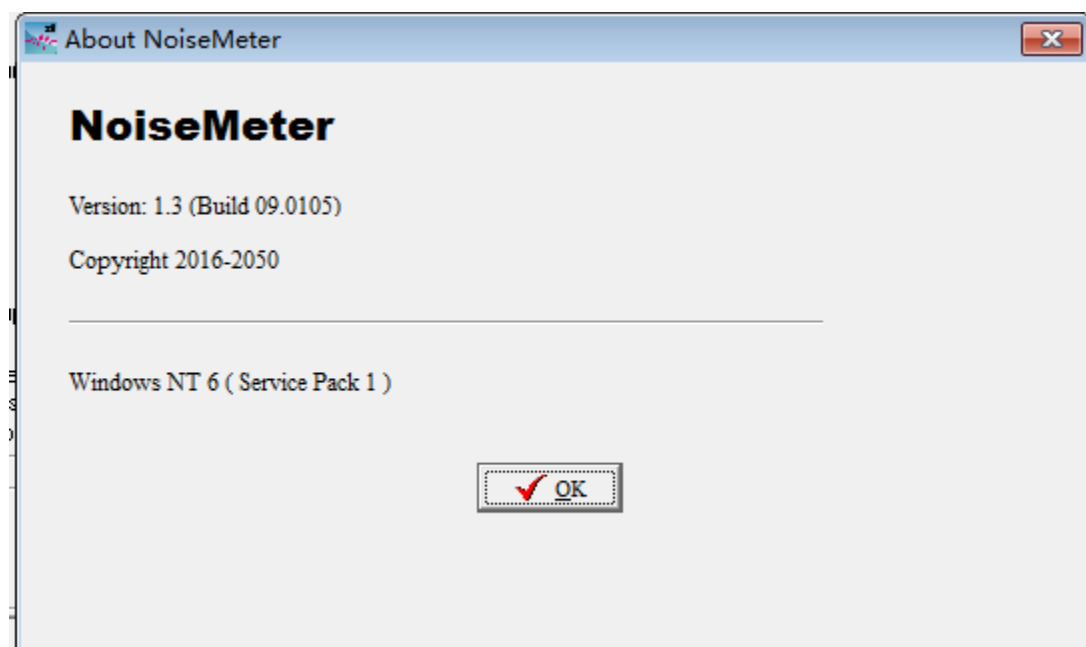 About NoiseMeter
NoiseMeter
Version: 1.3 (Build 09.0105)
Copyright 2016-2050
Windows NT 6 ( Service Pack 1 )
OK